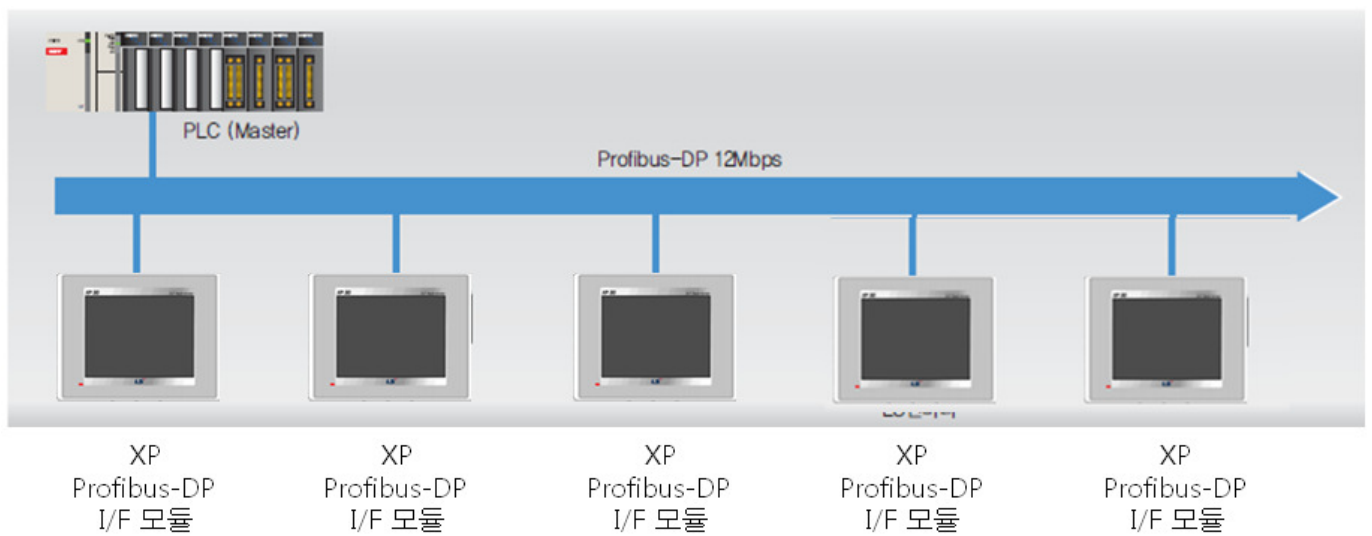 PLC (Master)
Profibus-DP 12Mbps
XP
Profibus-DP
I/F 모듈
XP
Profibus-DP
I/F 모듈
XP
Profibus-DP
I/F 모듈
XP
Profibus-DP
I/F 모듈
XP
Profibus-DP
I/F 모듈